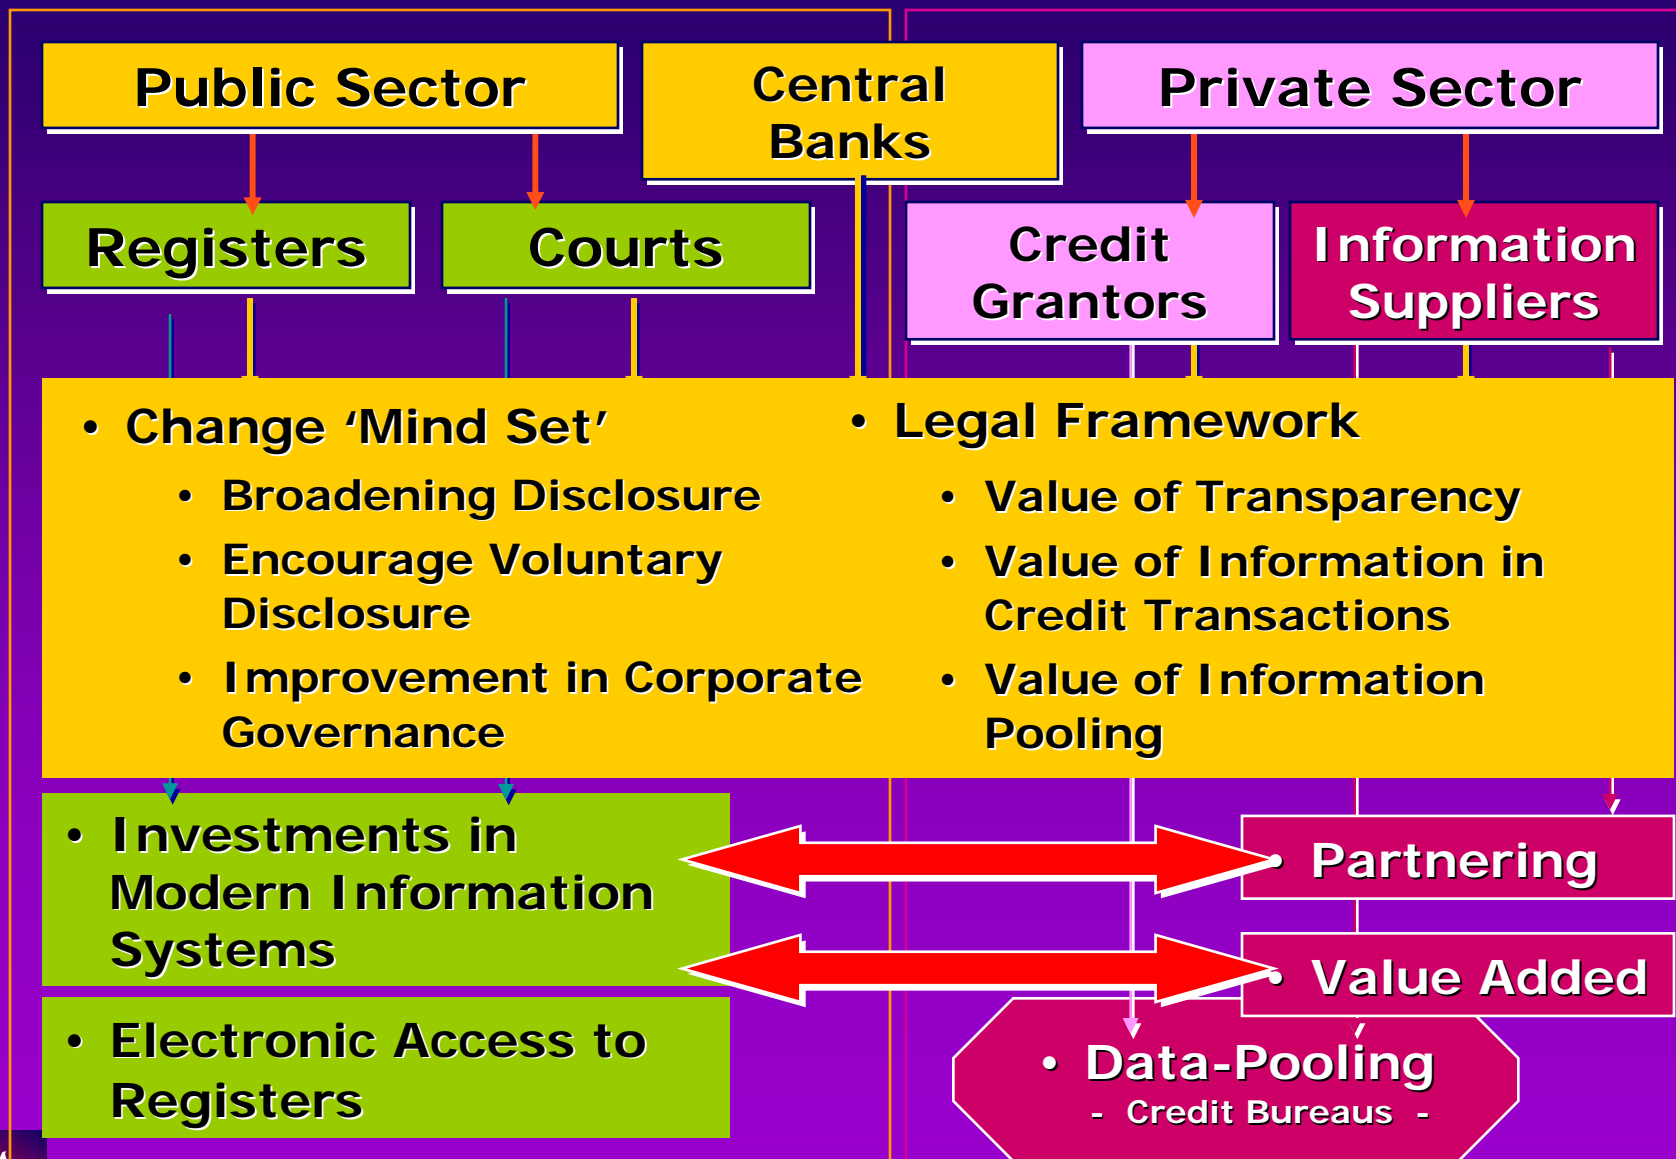 Public Sector
Central
Banks
Private Sector
Registers
Courts
Credit
Grantors
Information
Suppliers
• Change ‘Mind Set’
• Broadening Disclosure
• Encourage Voluntary
Disclosure
• Improvement in Corporate
Governance
• Legal Framework
• Value of Transparency
• Value of Information in
Credit Transactions
• Value of Information
Pooling
• Investments in
Modern Information
Systems
• Electronic Access to
Registers
• Partnering
• Value Added
• Data-Pooling
- Credit Bureaus -